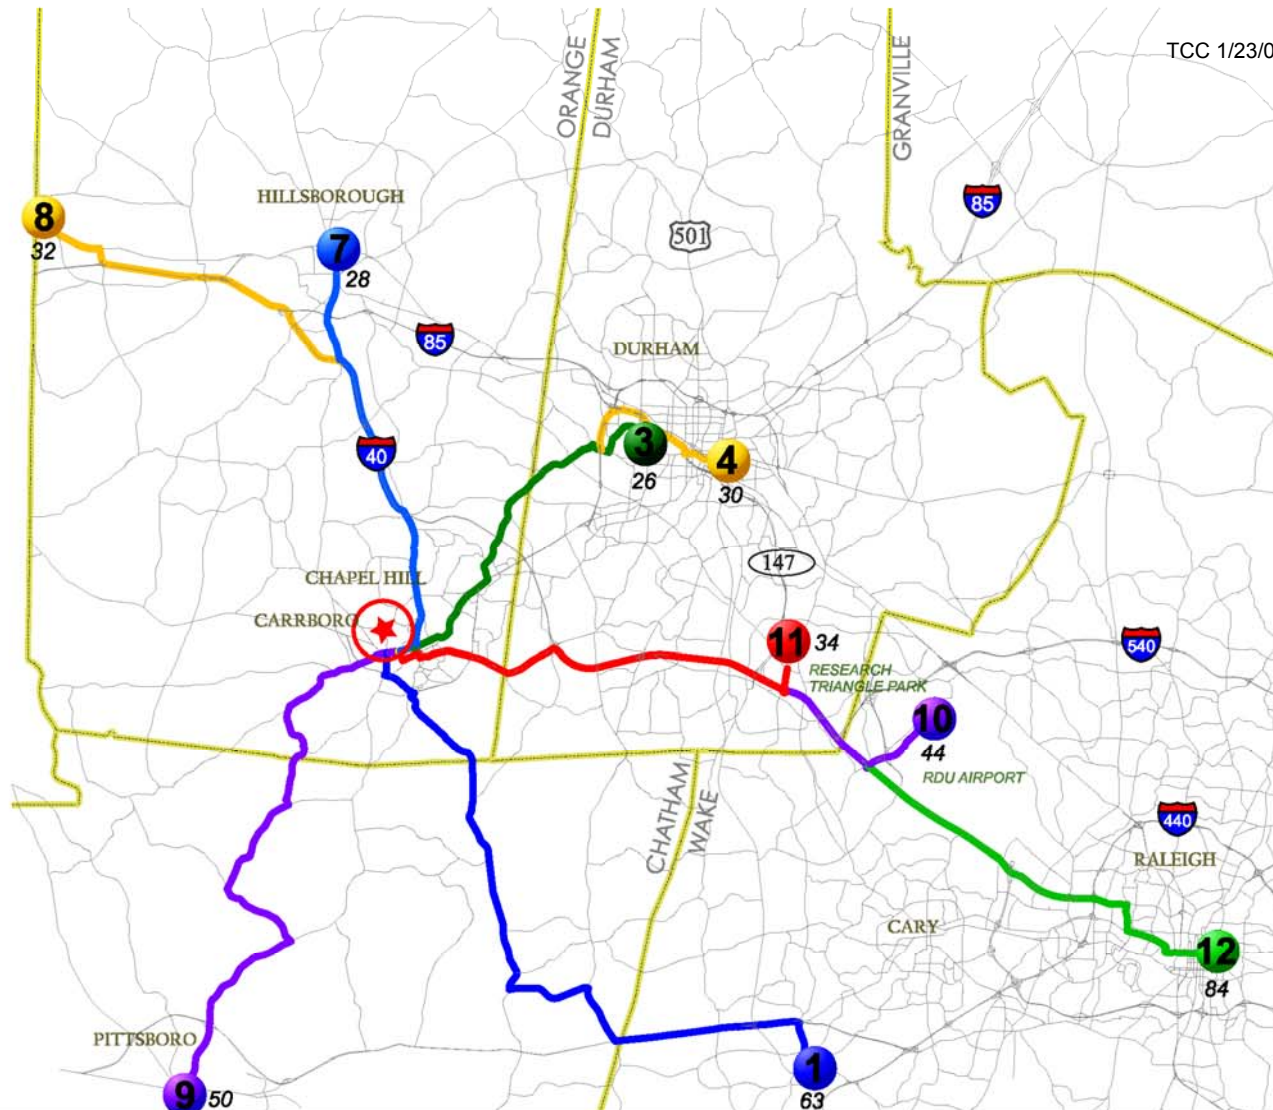 TCC 1/23/0
ORANGE
DURHAM
GRANVILLE
HILLSBOROUGH
85
8
32
7
28
501
85
DURHAM
40
3
26
4
30
147
CHAPEL HILL
CARRBORO
11
34
RESEARCH
TRIANGLE PARK
540
10
44
RDU AIRPORT
CHATHAM
WAKE
440
RALEIGH
CARY
12
84
PITTSBORO
9
50
1
63